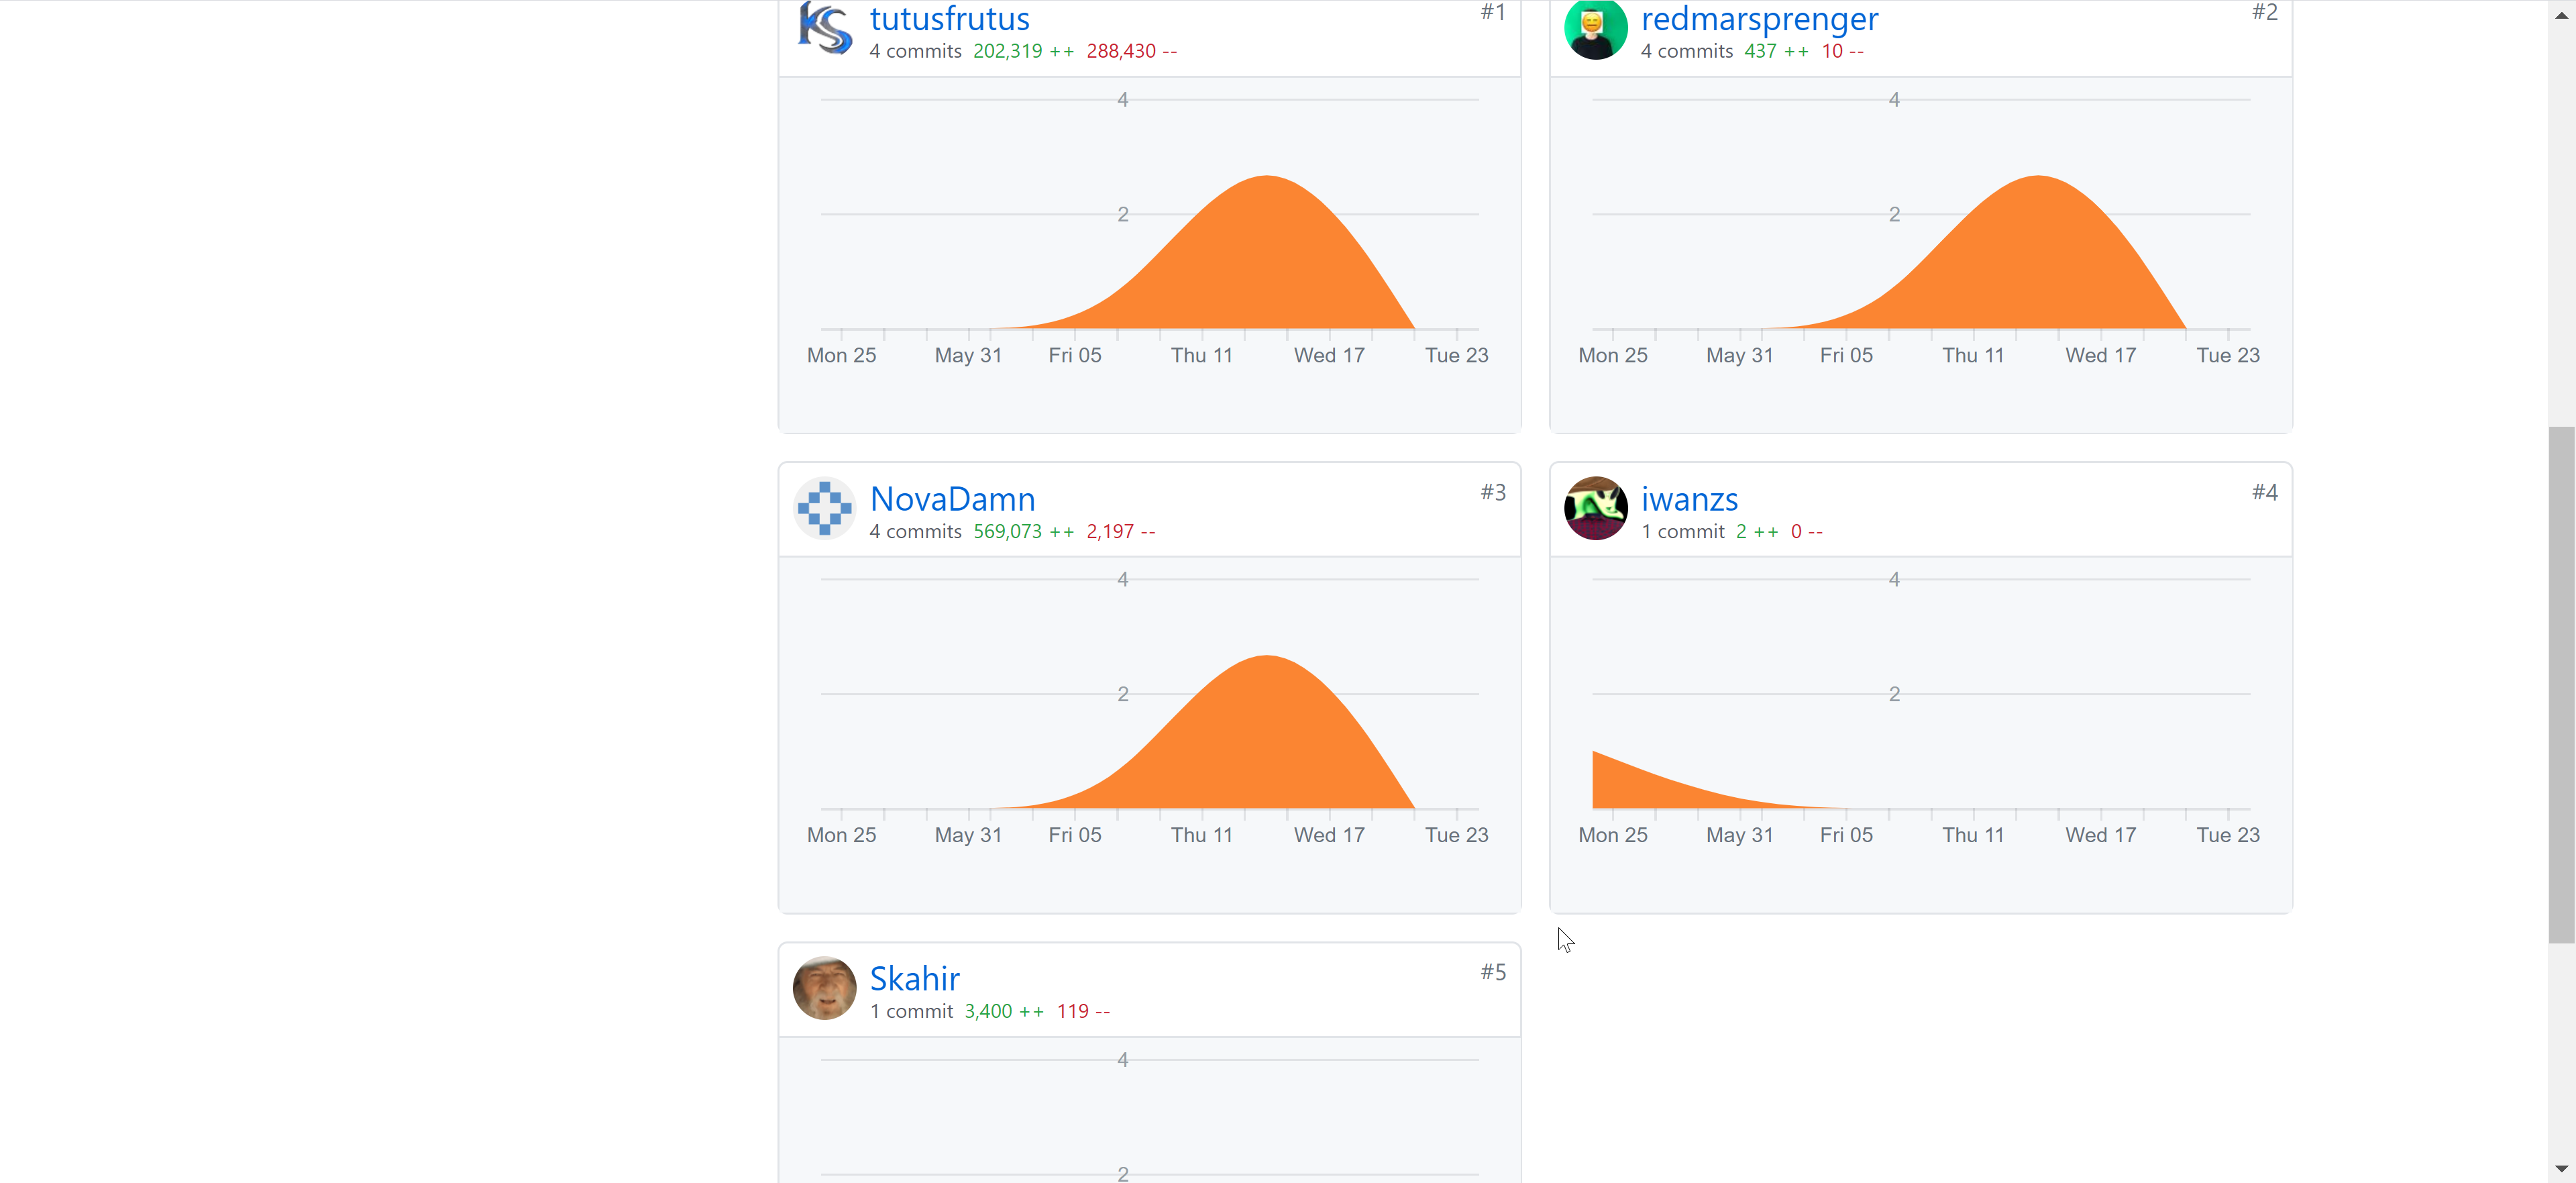 tutusfrutus #1
4 commits 202,319 ++ 288,430 --
4
2
Mon 25 May 31 Fri 05 Thu 11 Wed 17 Tue 23
redmarsprenger #2
4 commits 437 ++ 10 --
4
2
Mon 25 May 31 Fri 05 Thu 11 Wed 17 Tue 23
NovaDamn #3
4 commits 569,073 ++ 2,197 --
4
2
Mon 25 May 31 Fri 05 Thu 11 Wed 17 Tue 23
iwanzs #4
1 commit 2 ++ 0 --
4
2
Mon 25 May 31 Fri 05 Thu 11 Wed 17 Tue 23
Skahir #5
1 commit 3,400 ++ 119 --
4
2